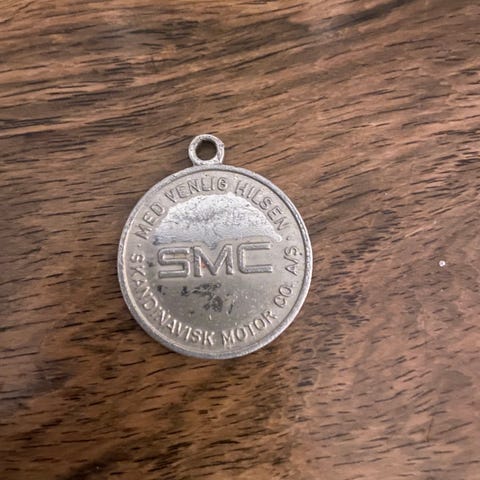 · MED VENLIG HILSEN ·
SMC
SKANDINAVISK MOTOR CO. A/S